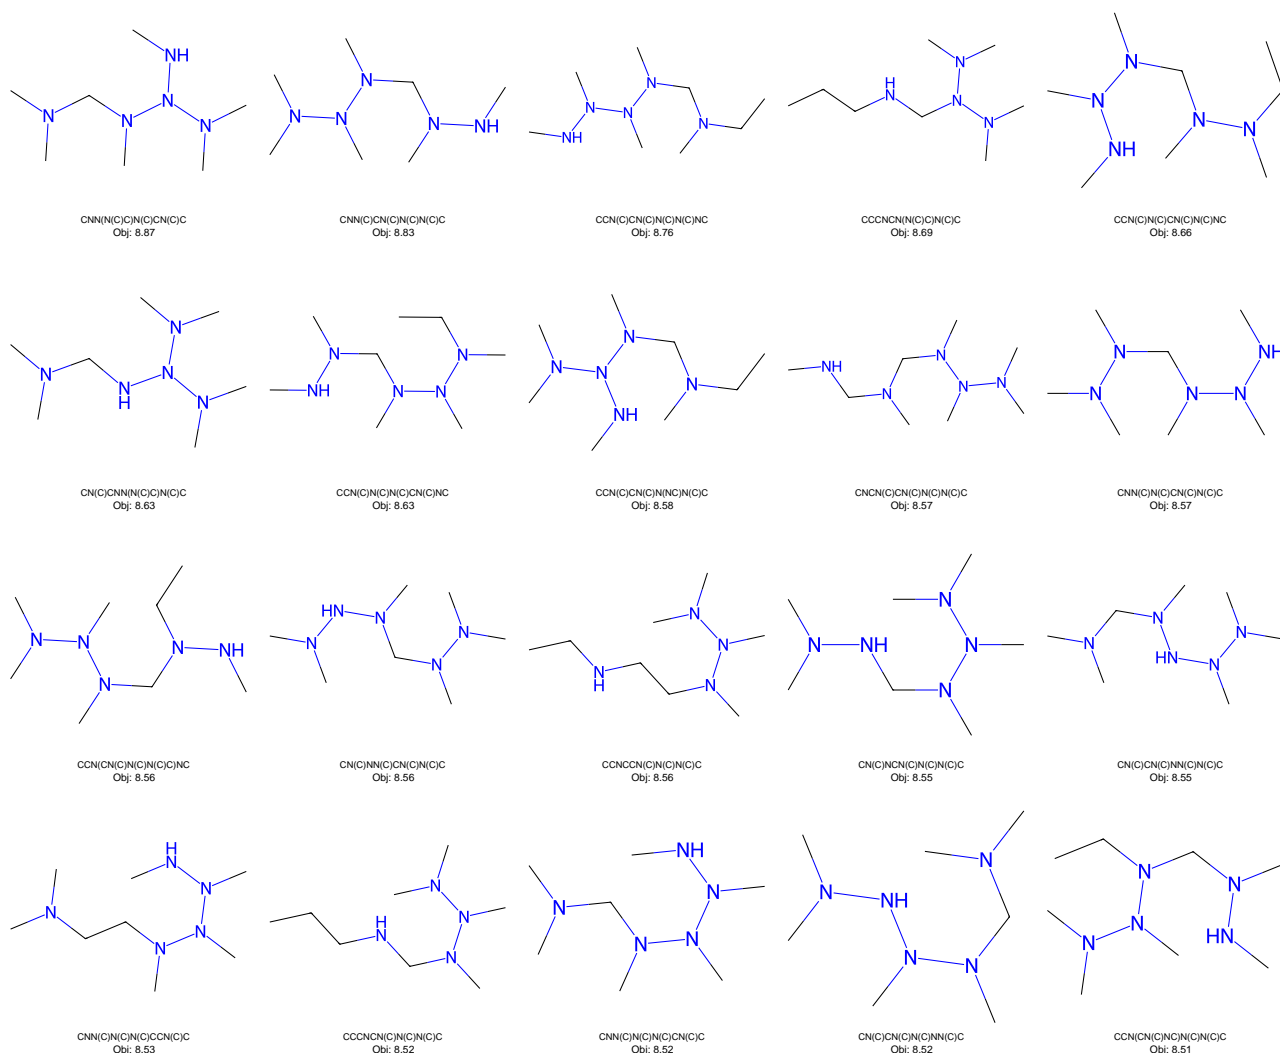 CNN(N(C)C)N(C)CN(C)C
Obj: 8.87
CNN(C)CN(C)N(C)N(C)C
Obj: 8.83
CCN(C)CN(C)N(C)N(C)NC
Obj: 8.76
CCCNCN(N(C)C)N(C)C
Obj: 8.69
CCN(C)N(C)CN(C)N(C)NC
Obj: 8.66
CN(C)CNN(N(C)C)N(C)C
Obj: 8.63
CCN(C)N(C)N(C)CN(C)NC
Obj: 8.63
CCN(C)CN(C)N(NC)N(C)C
Obj: 8.58
CNCN(C)CN(C)N(C)N(C)C
Obj: 8.57
CNN(C)N(C)CN(C)N(C)C
Obj: 8.57
CCN(CN(C)N(C)N(C)C)NC
Obj: 8.56
CN(C)NN(C)CN(C)N(C)C
Obj: 8.56
CCNCCN(C)N(C)N(C)C
Obj: 8.56
CN(C)NCN(C)N(C)N(C)C
Obj: 8.55
CN(C)CN(C)NN(C)N(C)C
Obj: 8.55
CNN(C)N(C)N(C)CCN(C)C
Obj: 8.53
CCCNCN(C)N(C)N(C)C
Obj: 8.52
CNN(C)N(C)N(C)CN(C)C
Obj: 8.52
CN(C)CN(C)N(C)NN(C)C
Obj: 8.52
CCN(CN(C)NC)N(C)N(C)C
Obj: 8.51